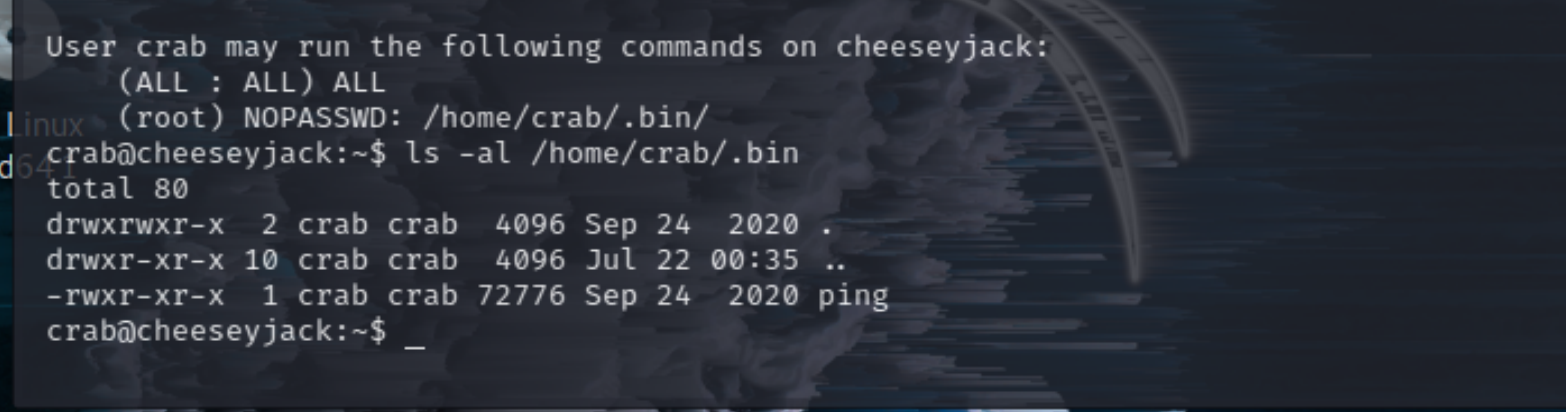 User crab may run the following commands on cheeseyjack:
    (ALL : ALL) ALL
    (root) NOPASSWD: /home/crab/.bin/
Linux
crab@cheeseyjack:~$ ls -al /home/crab/.bin
total 80
drwxrwxr-x  2 crab crab  4096 Sep 24  2020 .
drwxr-xr-x 10 crab crab  4096 Jul 22 00:35 ..
-rwxr-xr-x  1 crab crab 72776 Sep 24  2020 ping
crab@cheeseyjack:~$ _